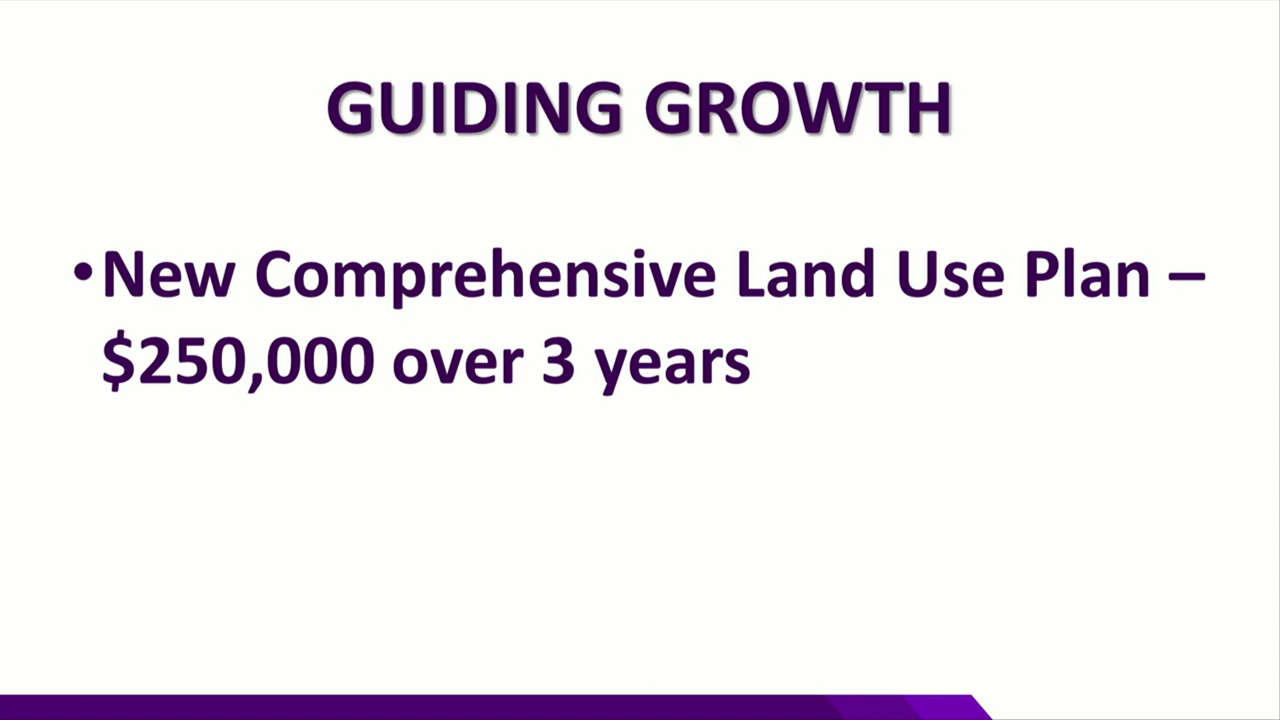 GUIDING GROWTH
•New Comprehensive Land Use Plan –
$250,000 over 3 years